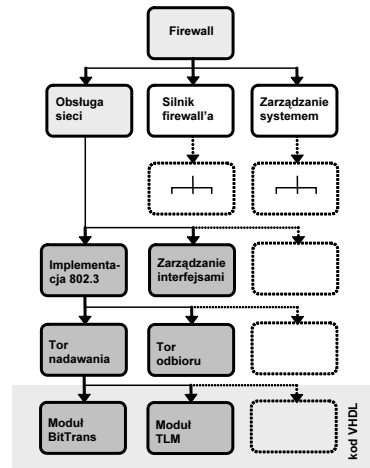 Firewall
Obsługa
sieci
Silnik
firewall'a
Zarządzanie
systemem
Implementa-
cja 802.3
Zarządzanie
interfejsami
Tor
nadawania
Tor
odbioru
Moduł
BitTrans
Moduł
TLM
kod VHDL